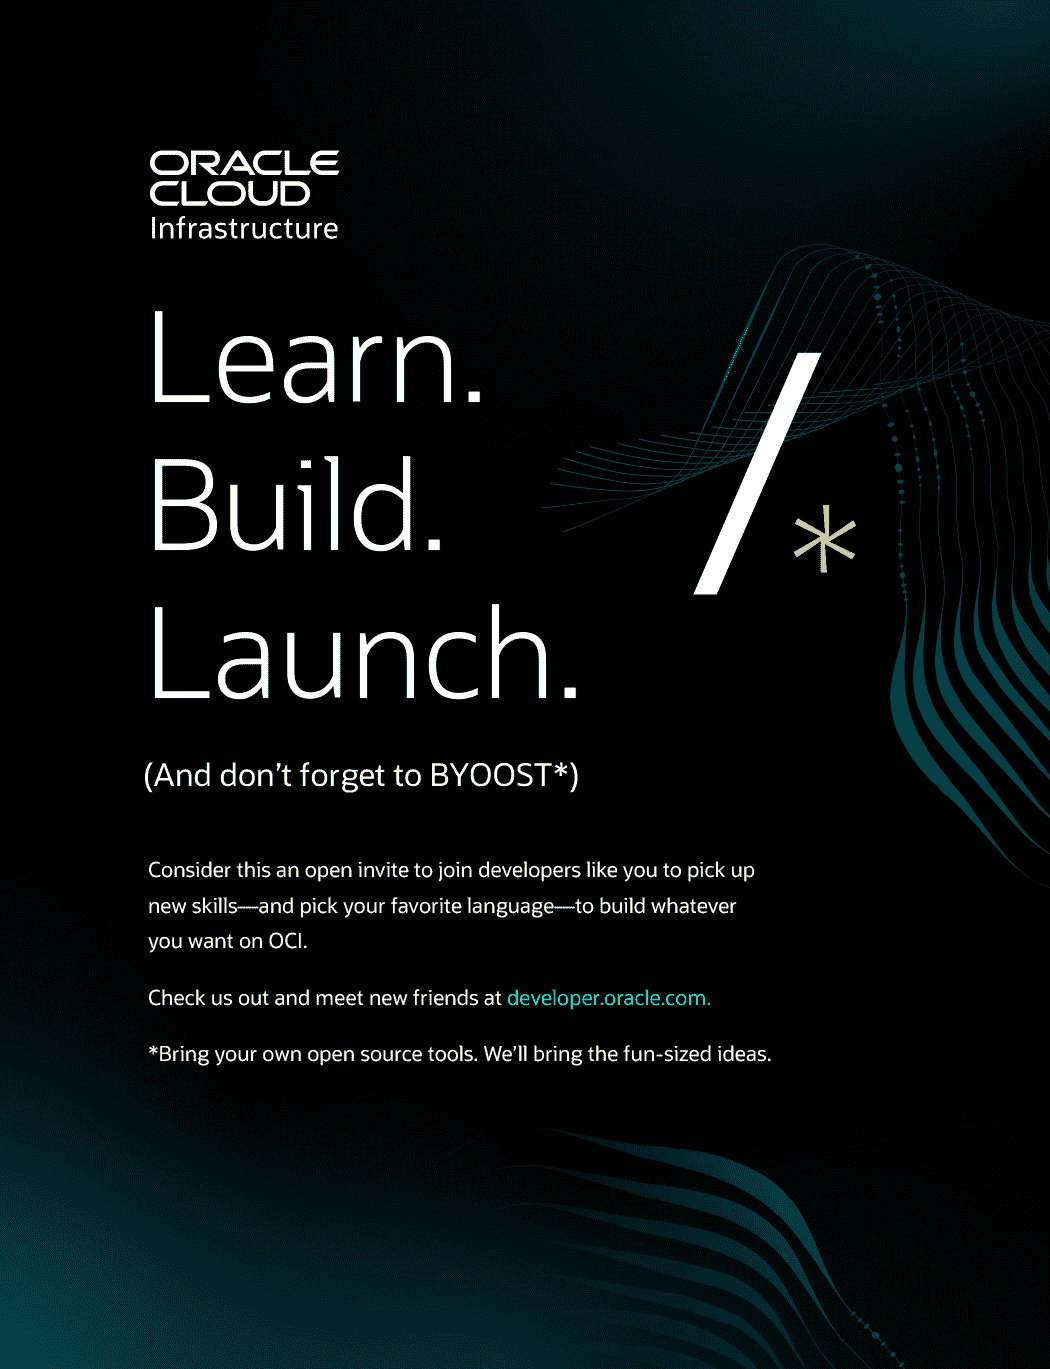 ORACLE
CLOUD
Infrastructure
Learn.
Build.
Launch.
/*
(And don’t forget to BYOOST*)
Consider this an open invite to join developers like you to pick up
new skills—and pick your favorite language—to build whatever
you want on OCI.
Check us out and meet new friends at developer.oracle.com.
*Bring your own open source tools. We’ll bring the fun-sized ideas.